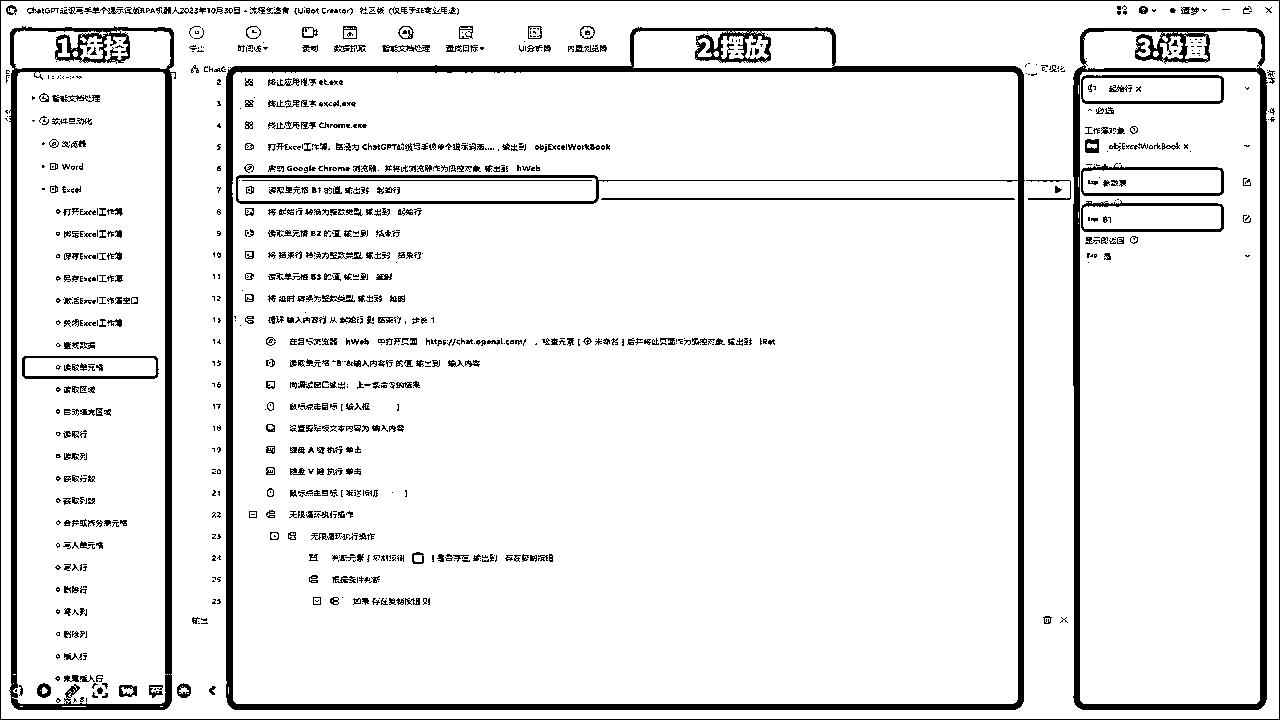 ChatGPT超级写手单个提示词版RPA机器人2023年10月30日 - 流程创造者 (UiBot Creator) 社区版 (仅用于非商业用途)
1.选择
2.摆放
3.设置
停止
时间线
录制
数据抓取
智能文档处理
查找目标
UI分析器
内置浏览器
可视化
智能文档处理
软件自动化
浏览器
Word
Excel
打开Excel工作簿
绑定Excel工作簿
保存Excel工作簿
另存Excel工作簿
激活Excel工作簿窗口
关闭Excel工作簿
查找数据
读取单元格
读取区域
自动填充区域
读取行
读取列
获取行数
获取列数
合并或拆分单元格
写入单元格
写入行
删除行
写入列
删除列
插入行
末尾插入行
插入列
2 终止应用程序 et.exe
3 终止应用程序 excel.exe
4 终止应用程序 Chrome.exe
5 打开Excel工作簿, 路径为 ChatGPT超级写手版单个提示词版...., 输出到 objExcelWorkBook
6 启动 Google Chrome 浏览器, 并将此浏览器作为操控对象, 输出到 hWeb
7 读取单元格 B1 的值, 输出到 起始行
8 将 起始行 转换为整数类型, 输出到 起始行
9 读取单元格 B2 的值, 输出到 结束行
10 将 结束行 转换为整数类型, 输出到 结束行
11 读取单元格 B3 的值, 输出到 延时
12 将 延时 转换为整数类型, 输出到 延时
13 循环 输入内容行 从 起始行 到 结束行, 步长 1
14 在目标浏览器 hWeb 中打开页面 https://chat.openai.com/ , 检查元素 [ 未命名 ] 后并将此页面作为操控对象, 输出到 iRet
15 读取单元格 "B"&输入内容行 的值, 输出到 输入内容
16 向调试窗口输出: 上一条命令的结果
17 鼠标点击目标 [ 输入框 ]
18 设置剪贴板文本内容为 输入内容
19 键盘 A 键 执行 单击
20 键盘 V 键 执行 单击
21 鼠标点击目标 [ 发送按钮 ]
22 无限循环执行操作
23 无限循环执行操作
24 判断元素 [ 复制按钮 ] 是否存在, 输出到 存在复制按钮
25 根据条件判断
如果 存在复制按钮 则
输出
起始行 ×
必选
工作簿对象
objExcelWorkBook ×
Exp 参数表
Exp B1
显示即返回
Exp 是